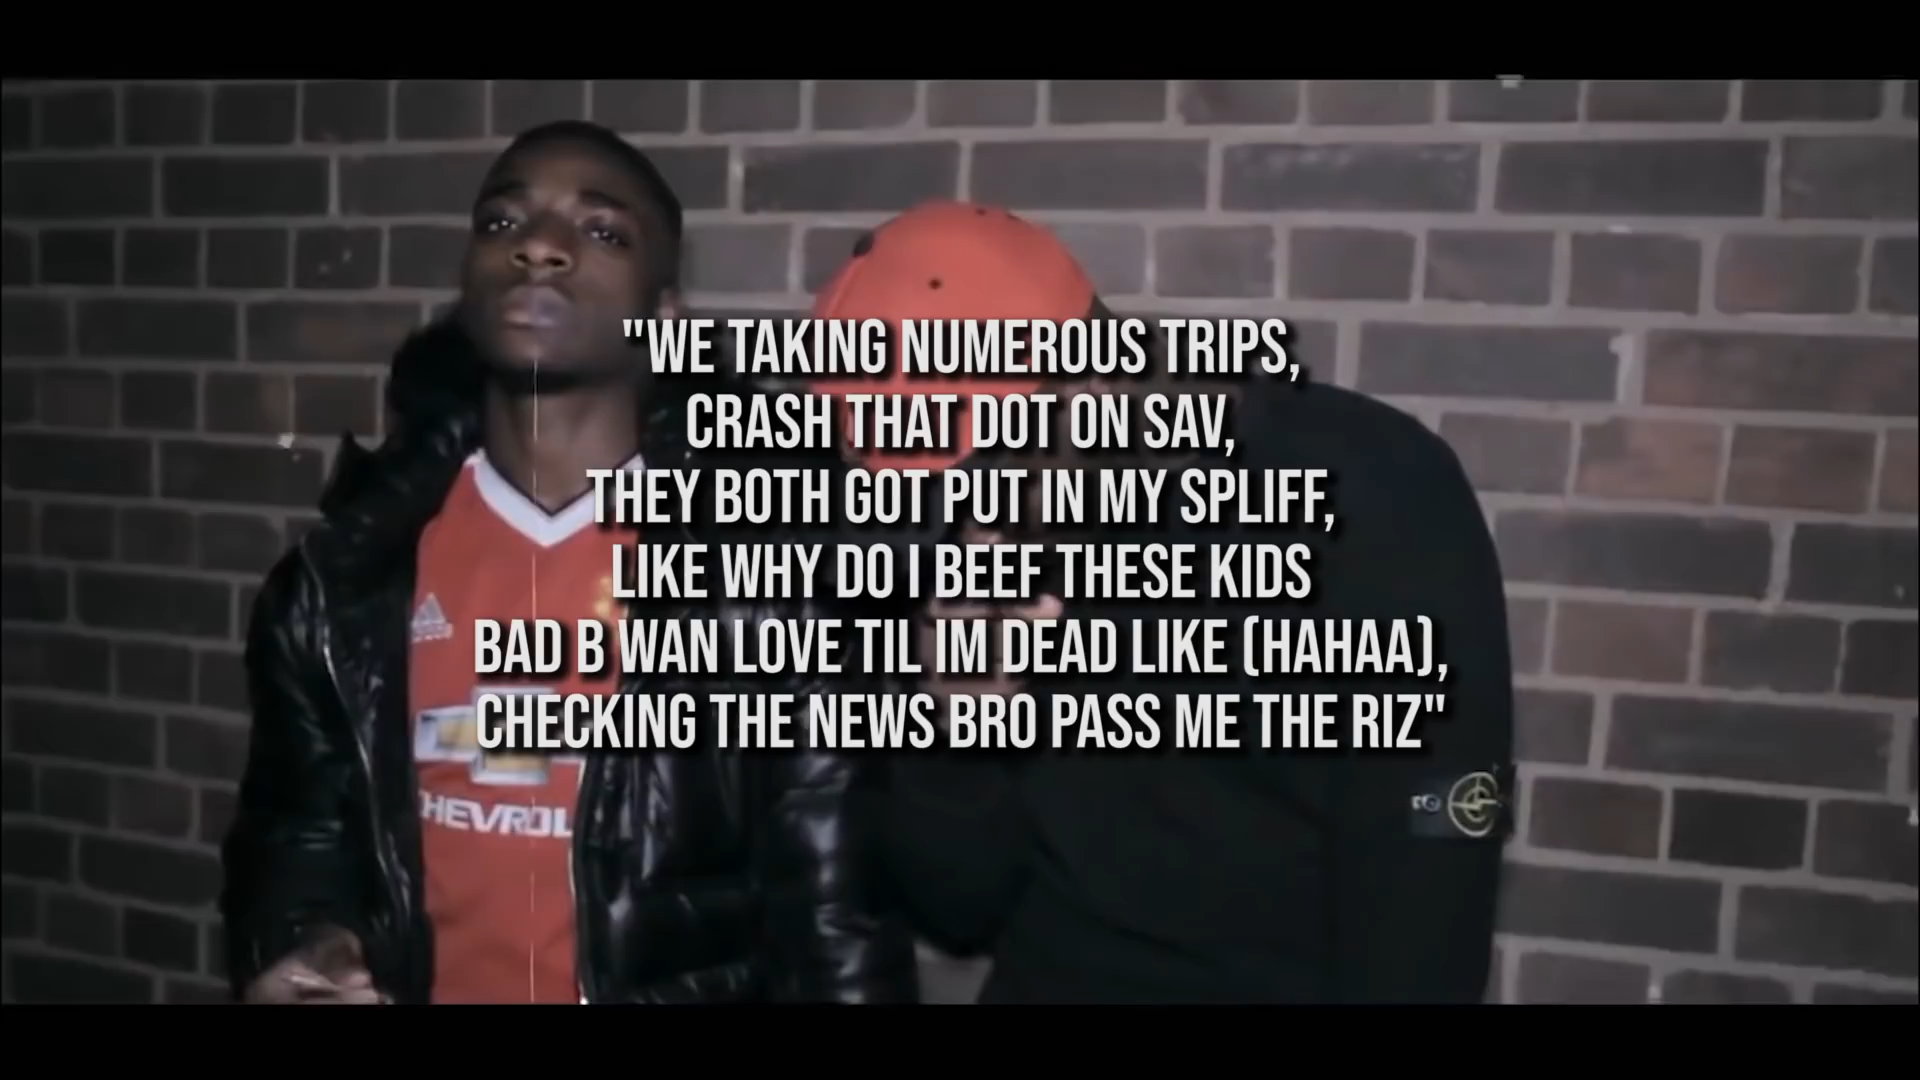 "WE TAKING NUMEROUS TRIPS,
CRASH THAT DOT ON SAV,
THEY BOTH GOT PUT IN MY SPLIFF,
LIKE WHY DO I BEEF THESE KIDS
BAD B WAN LOVE TIL IM DEAD LIKE (HAHAA),
CHECKING THE NEWS BRO PASS ME THE RIZ"
adidas
CHEVROL